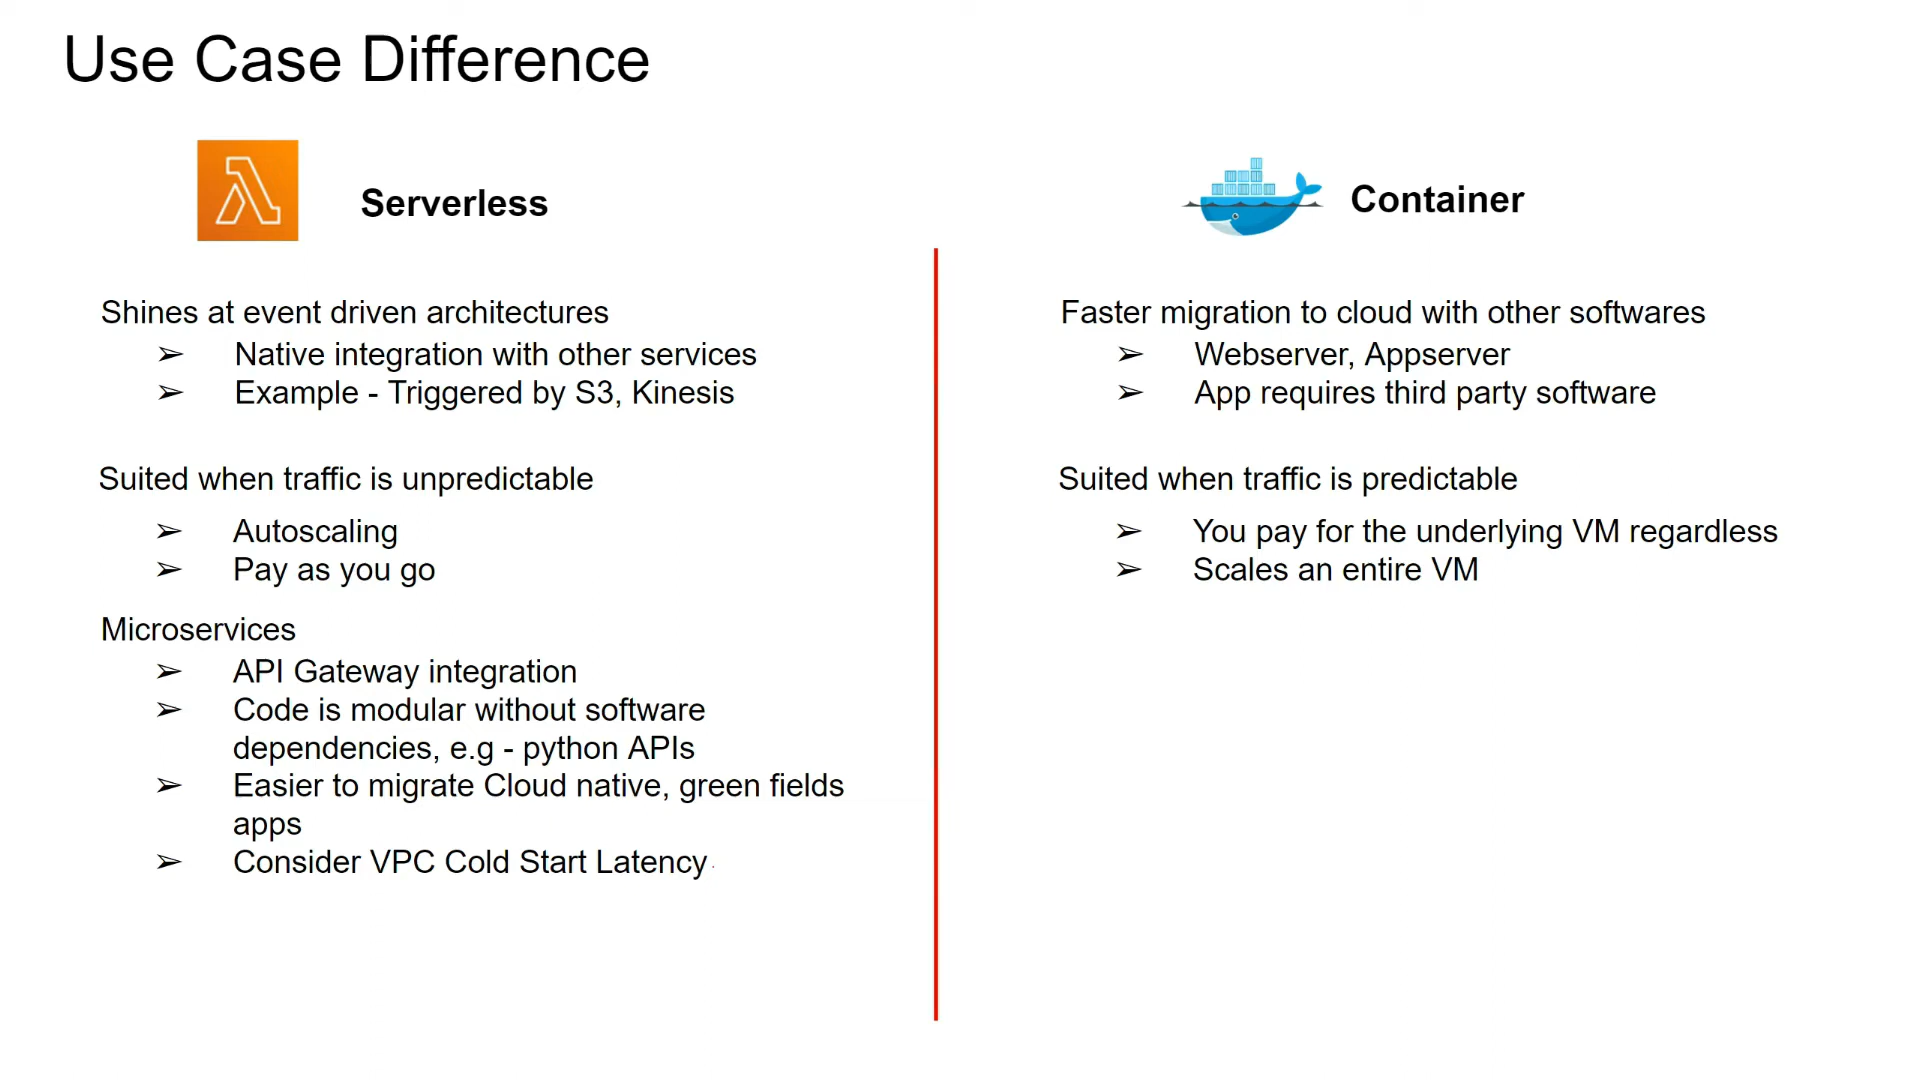 Use Case Difference
Serverless
Shines at event driven architectures
➢ Native integration with other services
➢ Example - Triggered by S3, Kinesis
Suited when traffic is unpredictable
➢ Autoscaling
➢ Pay as you go
Microservices
➢ API Gateway integration
➢ Code is modular without software
dependencies, e.g - python APIs
➢ Easier to migrate Cloud native, green fields
apps
➢ Consider VPC Cold Start Latency
Container
Faster migration to cloud with other softwares
➢ Webserver, Appserver
➢ App requires third party software
Suited when traffic is predictable
➢ You pay for the underlying VM regardless
➢ Scales an entire VM